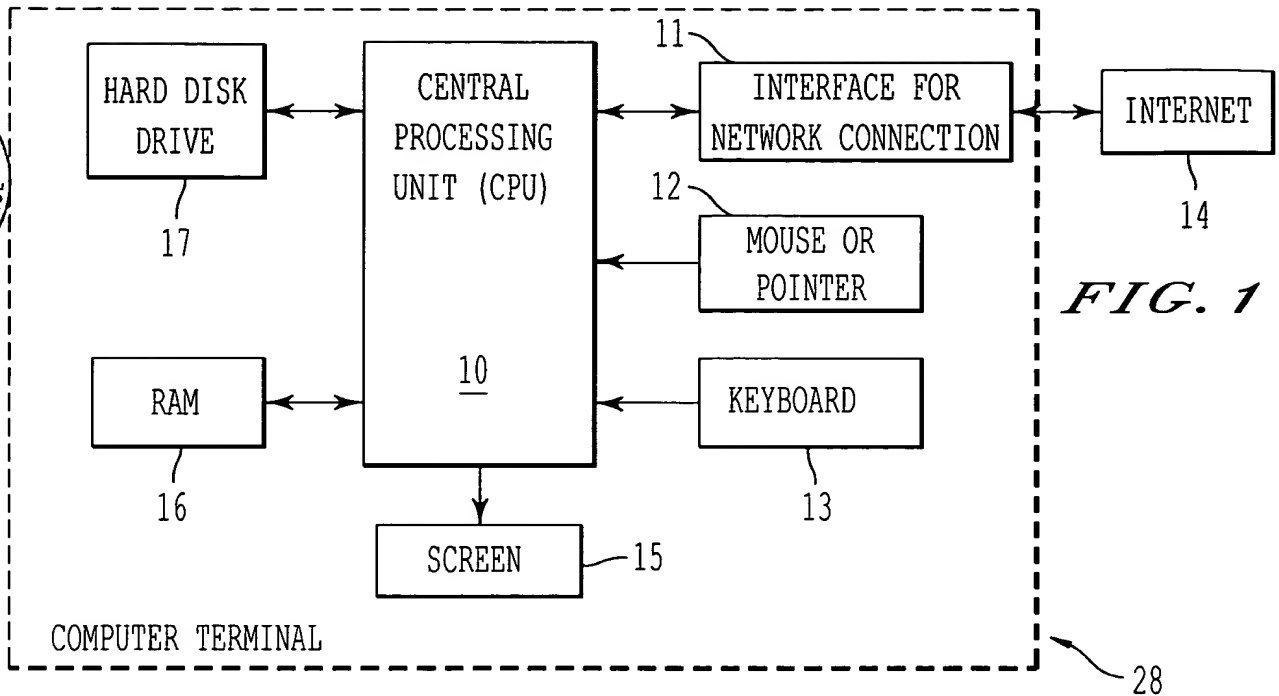 HARD DISK
DRIVE
17
CENTRAL
PROCESSING
UNIT (CPU)
10
11
INTERFACE FOR
NETWORK CONNECTION
INTERNET
14
12
MOUSE OR
POINTER
FIG. 1
RAM
16
KEYBOARD
13
SCREEN
15
COMPUTER TERMINAL
28